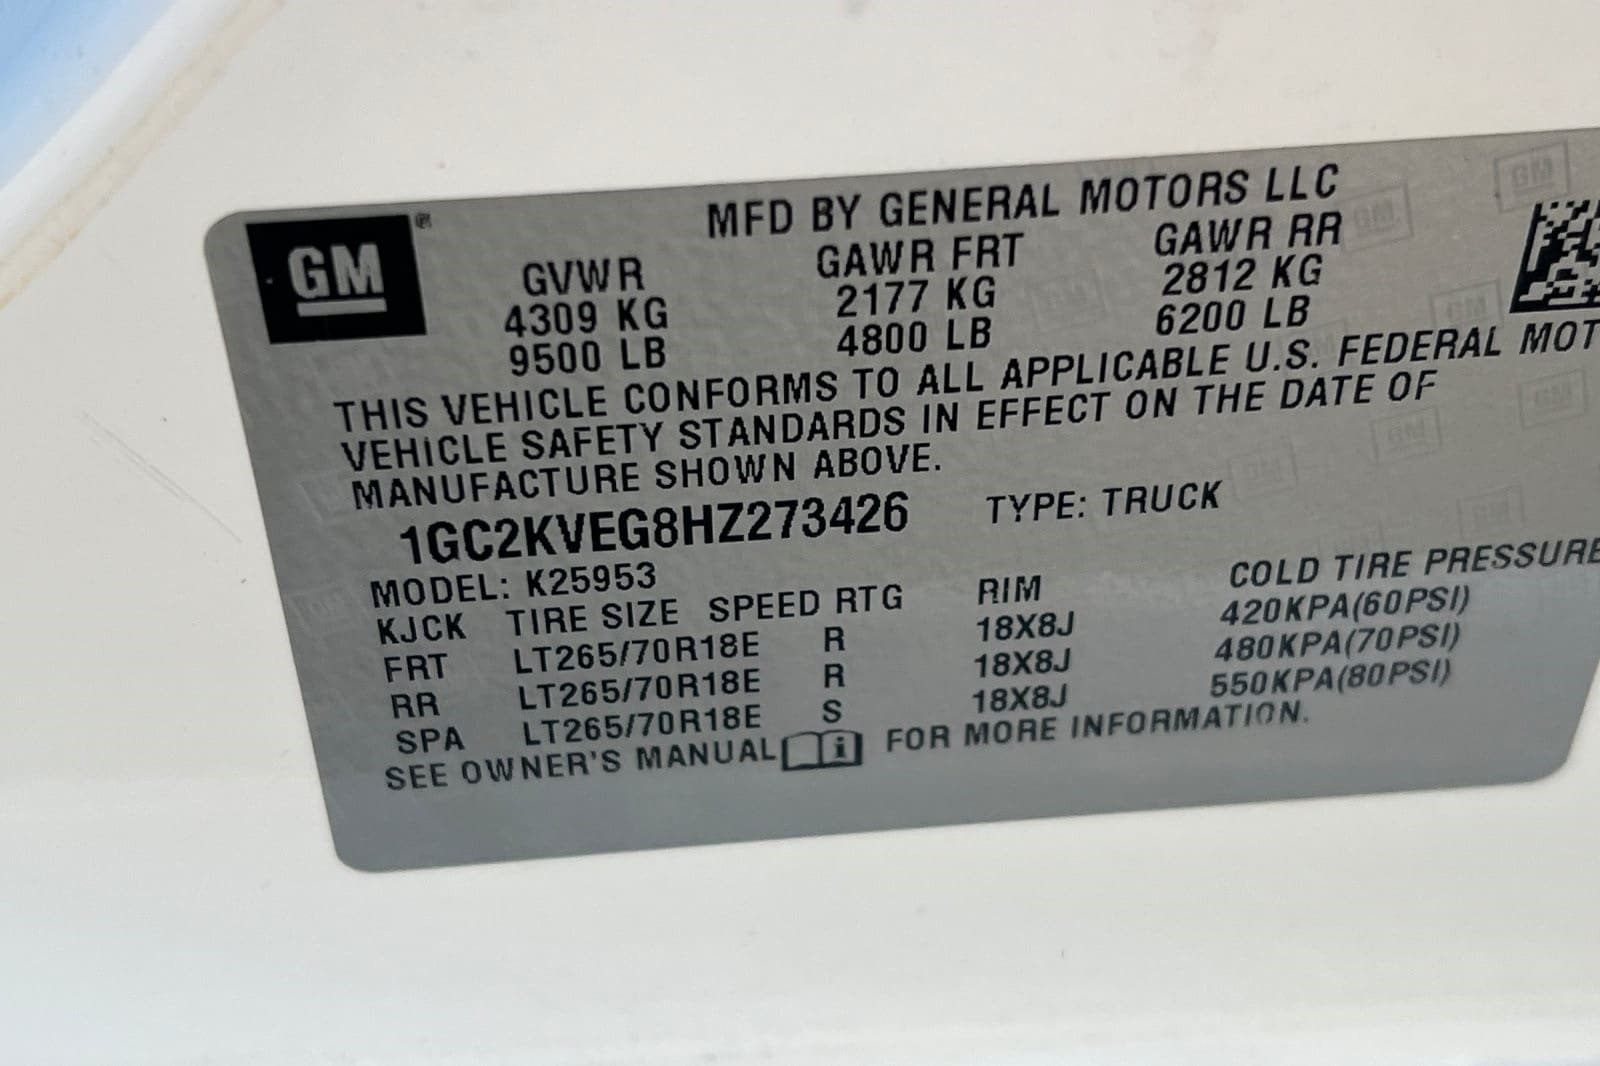 GM
MFD BY GENERAL MOTORS LLC
GVWR GAWR FRT GAWR RR
4309 KG 2177 KG 2812 KG
9500 LB 4800 LB 6200 LB
THIS VEHICLE CONFORMS TO ALL APPLICABLE U.S. FEDERAL MOT
VEHICLE SAFETY STANDARDS IN EFFECT ON THE DATE OF
MANUFACTURE SHOWN ABOVE.
1GC2KVEG8HZ273426 TYPE: TRUCK
MODEL: K25953
KJCK TIRE SIZE SPEED RTG RIM COLD TIRE PRESSURE
FRT LT265/70R18E R 18X8J 420KPA(60PSI)
RR LT265/70R18E R 18X8J 480KPA(70PSI)
SPA LT265/70R18E S 18X8J 550KPA(80PSI)
SEE OWNER'S MANUAL i FOR MORE INFORMATION.